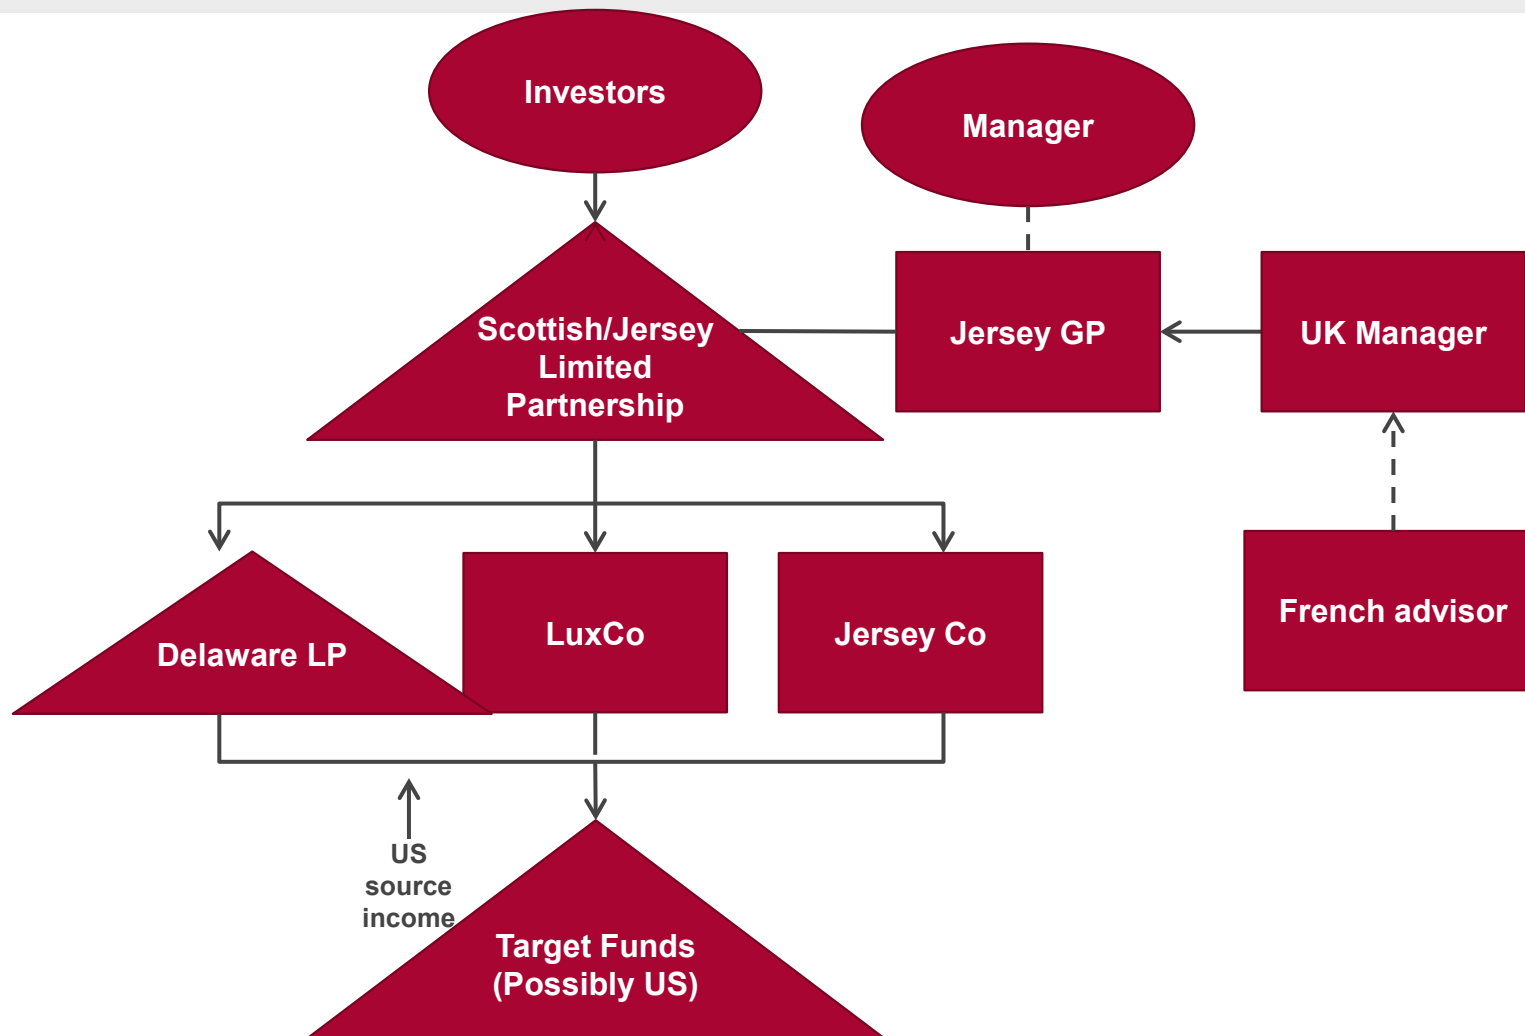 Investors
Manager
Scottish/Jersey
Limited
Partnership
Jersey GP
UK Manager
Delaware LP
LuxCo
Jersey Co
French advisor
US
source
income
Target Funds
(Possibly US)